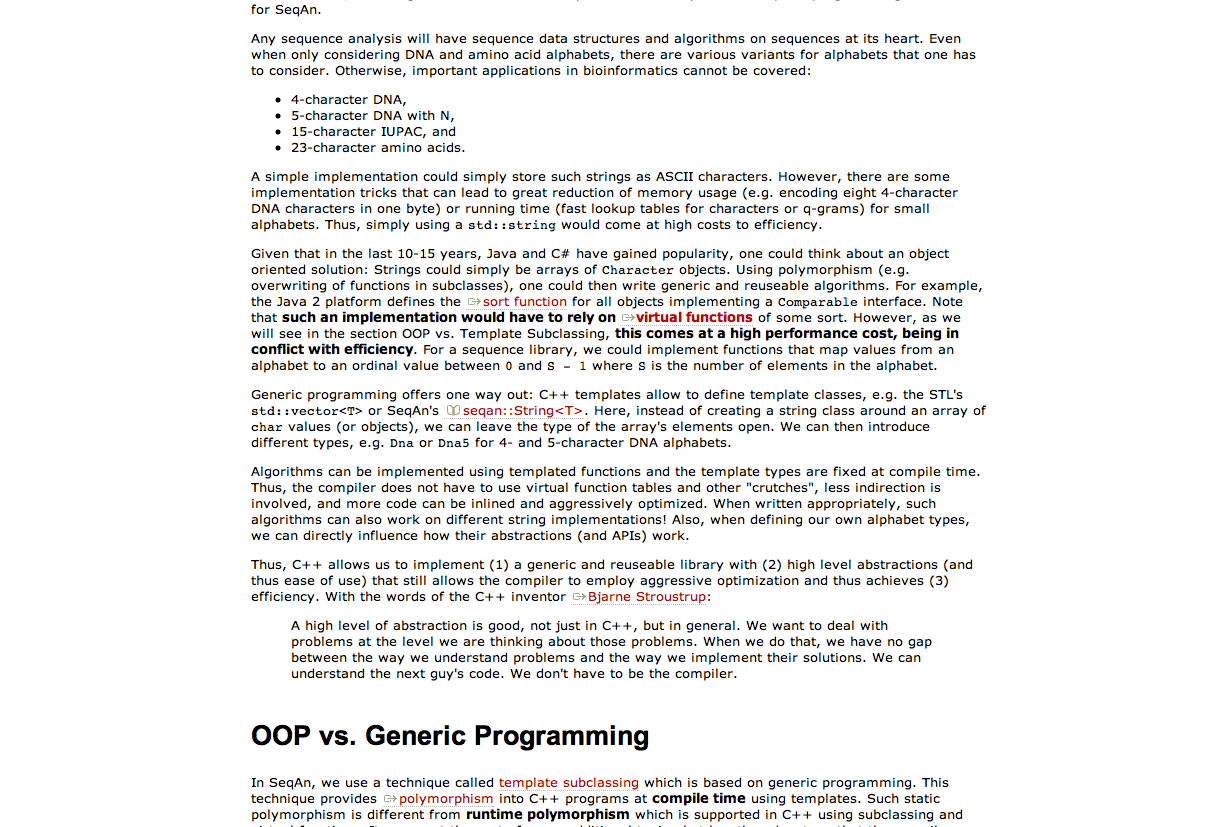 for SeqAn.
Any sequence analysis will have sequence data structures and algorithms on sequences at its heart. Even
when only considering DNA and amino acid alphabets, there are various variants for alphabets that one has
to consider. Otherwise, important applications in bioinformatics cannot be covered:
• 4-character DNA,
• 5-character DNA with N,
• 15-character IUPAC, and
• 23-character amino acids.
A simple implementation could simply store such strings as ASCII characters. However, there are some
implementation tricks that can lead to great reduction of memory usage (e.g. encoding eight 4-character
DNA characters in one byte) or running time (fast lookup tables for characters or q-grams) for small
alphabets. Thus, simply using a std::string would come at high costs to efficiency.
Given that in the last 10-15 years, Java and C# have gained popularity, one could think about an object
oriented solution: Strings could simply be arrays of Character objects. Using polymorphism (e.g.
overwriting of functions in subclasses), one could then write generic and reuseable algorithms. For example,
the Java 2 platform defines the sort function for all objects implementing a Comparable interface. Note
that such an implementation would have to rely on virtual functions of some sort. However, as we
will see in the section OOP vs. Template Subclassing, this comes at a high performance cost, being in
conflict with efficiency. For a sequence library, we could implement functions that map values from an
alphabet to an ordinal value between 0 and S - 1 where S is the number of elements in the alphabet.
Generic programming offers one way out: C++ templates allow to define template classes, e.g. the STL's
std::vector<T> or SeqAn's seqan::String<T>. Here, instead of creating a string class around an array of
char values (or objects), we can leave the type of the array's elements open. We can then introduce
different types, e.g. Dna or Dna5 for 4- and 5-character DNA alphabets.
Algorithms can be implemented using templated functions and the template types are fixed at compile time.
Thus, the compiler does not have to use virtual function tables and other "crutches", less indirection is
involved, and more code can be inlined and aggressively optimized. When written appropriately, such
algorithms can also work on different string implementations! Also, when defining our own alphabet types,
we can directly influence how their abstractions (and APIs) work.
Thus, C++ allows us to implement (1) a generic and reuseable library with (2) high level abstractions (and
thus ease of use) that still allows the compiler to employ aggressive optimization and thus achieves (3)
efficiency. With the words of the C++ inventor Bjarne Stroustrup:
A high level of abstraction is good, not just in C++, but in general. We want to deal with
problems at the level we are thinking about those problems. When we do that, we have no gap
between the way we understand problems and the way we implement their solutions. We can
understand the next guy's code. We don't have to be the compiler.
OOP vs. Generic Programming
In SeqAn, we use a technique called template subclassing which is based on generic programming. This
technique provides polymorphism into C++ programs at compile time using templates. Such static
polymorphism is different from runtime polymorphism which is supported in C++ using subclassing and